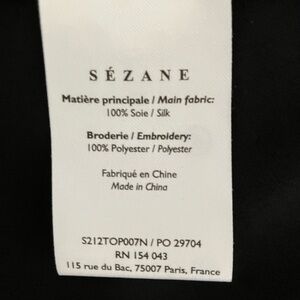 SÉZANE
Matière principale / Main fabric:
100% Soie / Silk
Broderie / Embroidery:
100% Polyester / Polyester
Fabriqué en Chine
Made in China
S212TOP007N / PO 29704
RN 154 043
115 rue du Bac, 75007 Paris, France